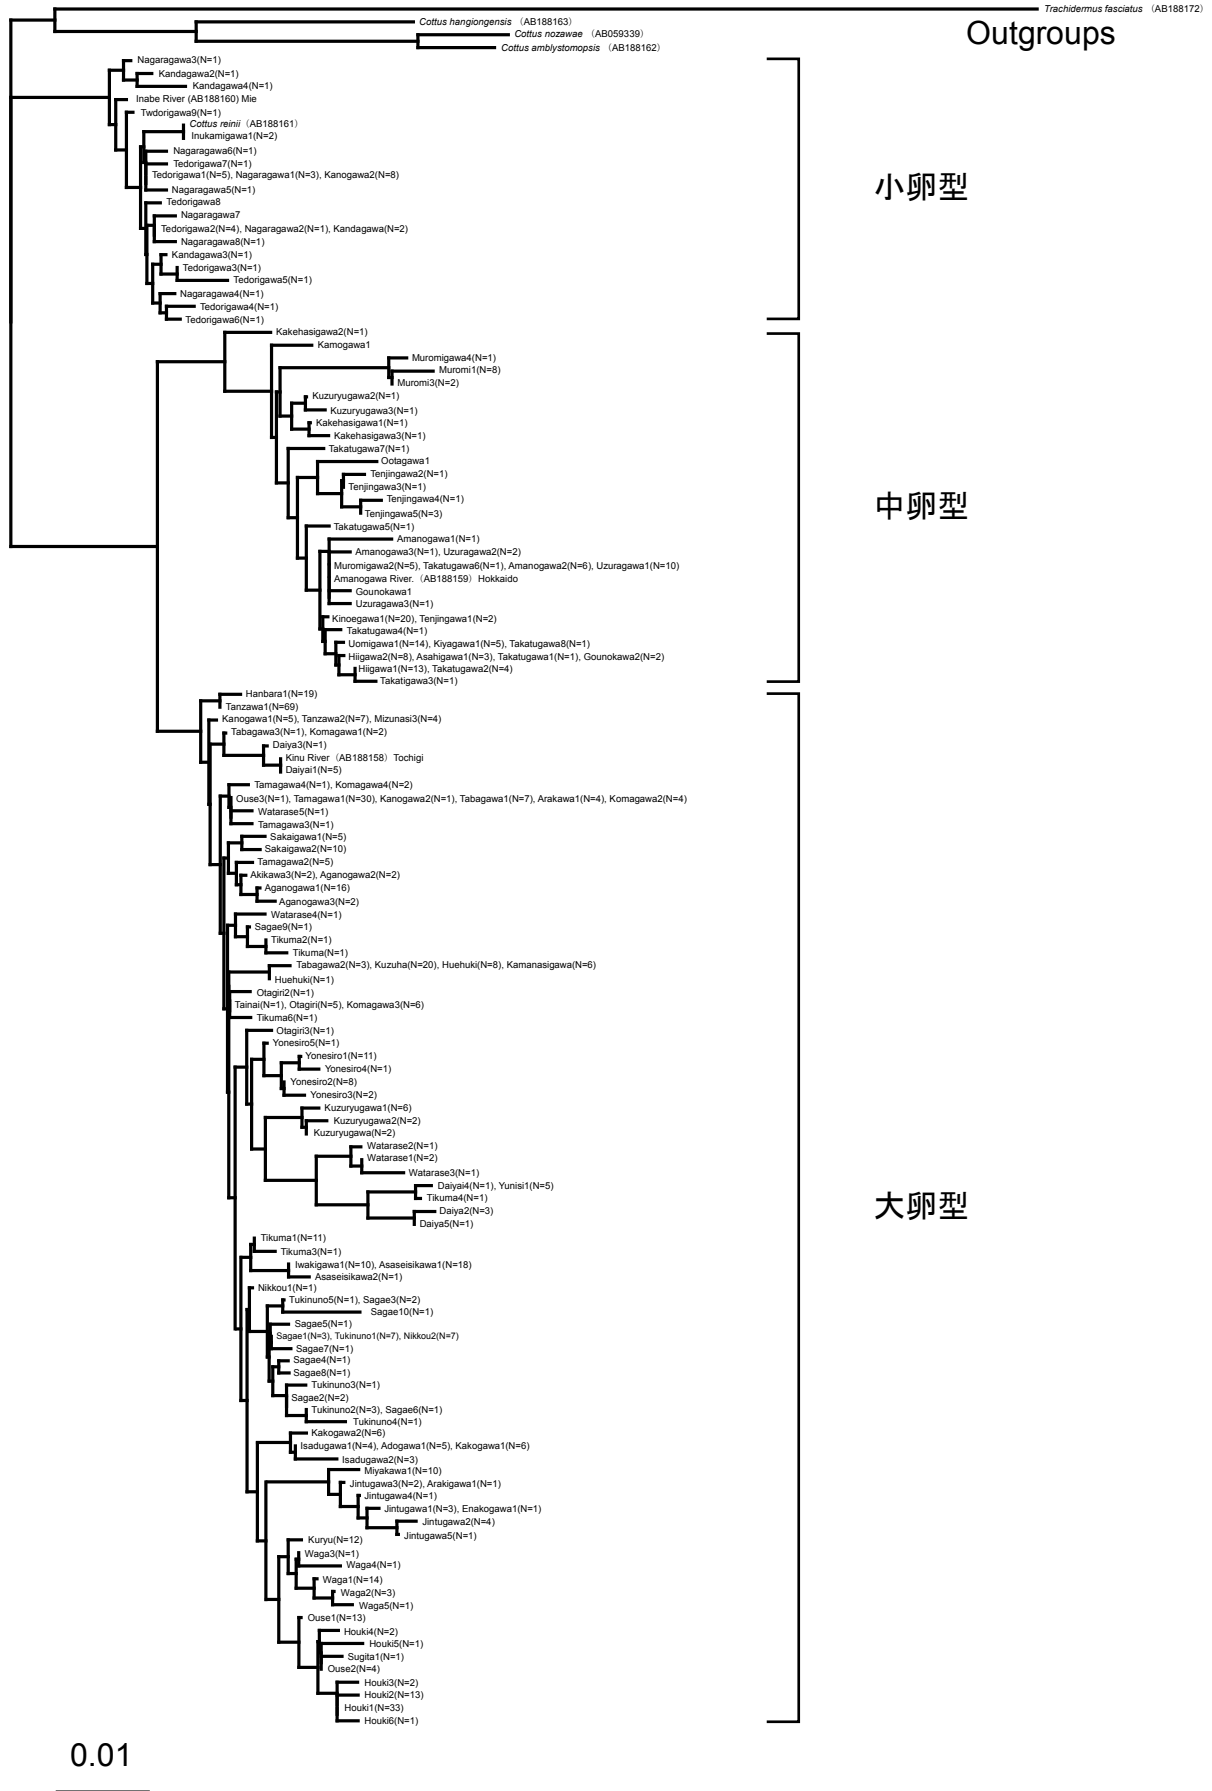 Trachidermus fasciatus （AB188172）
Cottus hangiongensis （AB188163）
Cottus nozawae （AB059339）
Outgroups
Cottus amblystomopsis （AB188162）
Nagaragawa3(N=1)
Kandagawa2(N=1)
Kandagawa4(N=1)
Inabe River (AB188160) Mie
Twdorigawa9(N=1)
Cottus reinii（AB188161）
Inukamigawa1(N=2)
Nagaragawa6(N=1)
Tedorigawa7(N=1)
Tedorigawa1(N=5), Nagaragawa1(N=3), Kanogawa2(N=8)
小卵型
Nagaragawa5(N=1)
Tedorigawa8
Nagaragawa7
Tedorigawa2(N=4), Nagaragawa2(N=1), Kandagawa(N=2)
Nagaragawa8(N=1)
Kandagawa3(N=1)
Tedorigawa3(N=1)
Tedorigawa5(N=1)
Nagaragawa4(N=1)
Tedorigawa4(N=1)
Tedorigawa6(N=1)
Kakehasigawa2(N=1)
Kamogawa1
Muromigawa4(N=1)
Muromi1(N=8)
Muromi3(N=2)
Kuzuryugawa2(N=1)
Kuzuryugawa3(N=1)
Kakehasigawa1(N=1)
Kakehasigawa3(N=1)
Takatugawa7(N=1)
Ootagawa1
Tenjingawa2(N=1)
Tenjingawa3(N=1)
Tenjingawa4(N=1)
中卵型
Tenjingawa5(N=3)
Takatugawa5(N=1)
Amanogawa1(N=1)
Amanogawa3(N=1), Uzuragawa2(N=2)
Muromigawa2(N=5), Takatugawa6(N=1), Amanogawa2(N=6), Uzuragawa1(N=10)
Amanogawa River.（AB188159）Hokkaido
Gounokawa1
Uzuragawa3(N=1)
Kinoegawa1(N=20), Tenjingawa1(N=2)
Takatugawa4(N=1)
Uomigawa1(N=14), Kiyagawa1(N=5), Takatugawa8(N=1)
Hiigawa2(N=8), Asahigawa1(N=3), Takatugawa1(N=1), Gounokawa2(N=2)
Hiigawa1(N=13), Takatugawa2(N=4)
Takatigawa3(N=1)
Hanbara1(N=19)
Tanzawa1(N=69)
Kanogawa1(N=5), Tanzawa2(N=7), Mizunasi3(N=4)
Tabagawa3(N=1), Komagawa1(N=2)
Daiya3(N=1)
Kinu River（AB188158）Tochigi
Daiyai1(N=5)
Tamagawa4(N=1), Komagawa4(N=2)
Ouse3(N=1), Tamagawa1(N=30), Kanogawa2(N=1), Tabagawa1(N=7), Arakawa1(N=4), Komagawa2(N=4)
Watarase5(N=1)
Tamagawa3(N=1)
Sakaigawa1(N=5)
Sakaigawa2(N=10)
Tamagawa2(N=5)
Akikawa3(N=2), Aganogawa2(N=2)
Aganogawa1(N=16)
Aganogawa3(N=2)
Watarase4(N=1)
Sagae9(N=1)
Tikuma2(N=1)
Tikuma(N=1)
Tabagawa2(N=3), Kuzuha(N=20), Huehuki(N=8), Kamanasigawa(N=6)
Huehuki(N=1)
Otagiri2(N=1)
Tainai(N=1), Otagiri(N=5), Komagawa3(N=6)
Tikuma6(N=1)
Otagiri3(N=1)
Yonesiro5(N=1)
Yonesiro1(N=11)
Yonesiro4(N=1)
Yonesiro2(N=8)
Yonesiro3(N=2)
Kuzuryugawa1(N=6)
Kuzuryugawa2(N=2)
Kuzuryugawa(N=2)
Watarase2(N=1)
Watarase1(N=2)
Watarase3(N=1)
Daiyai4(N=1), Yunisi1(N=5)
Tikuma4(N=1)
大卵型
Daiya2(N=3)
Daiya5(N=1)
Tikuma1(N=11)
Tikuma3(N=1)
Iwakigawa1(N=10), Asaseisikawa1(N=18)
Asaseisikawa2(N=1)
Nikkou1(N=1)
Tukinuno5(N=1), Sagae3(N=2)
Sagae10(N=1)
Sagae5(N=1)
Sagae1(N=3), Tukinuno1(N=7), Nikkou2(N=7)
Sagae7(N=1)
Sagae4(N=1)
Sagae8(N=1)
Tukinuno3(N=1)
Sagae2(N=2)
Tukinuno2(N=3), Sagae6(N=1)
Tukinuno4(N=1)
Kakogawa2(N=6)
Isadugawa1(N=4), Adogawa1(N=5), Kakogawa1(N=6)
Isadugawa2(N=3)
Miyakawa1(N=10)
Jintugawa3(N=2), Arakigawa1(N=1)
Jintugawa4(N=1)
Jintugawa1(N=3), Enakogawa1(N=1)
Jintugawa2(N=4)
Jintugawa5(N=1)
Kuryu(N=12)
Waga3(N=1)
Waga4(N=1)
Waga1(N=14)
Waga2(N=3)
Waga5(N=1)
Ouse1(N=13)
Houki4(N=2)
Houki5(N=1)
Sugita1(N=1)
Ouse2(N=4)
Houki3(N=2)
Houki2(N=13)
Houki1(N=33)
Houki6(N=1)
0.01